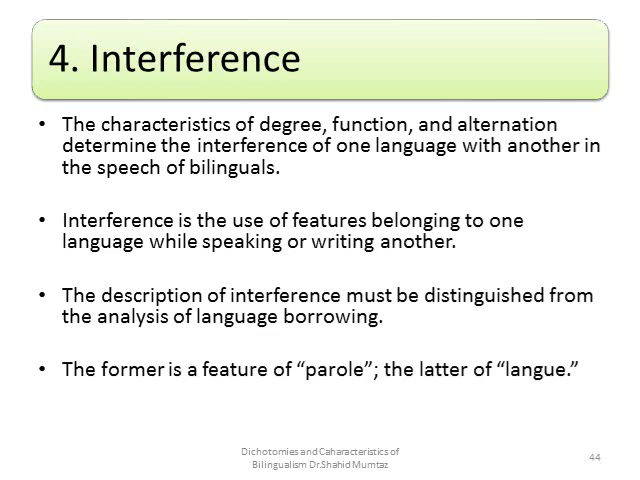 4. Interference
• The characteristics of degree, function, and alternation
determine the interference of one language with another in
the speech of bilinguals.
• Interference is the use of features belonging to one
language while speaking or writing another.
• The description of interference must be distinguished from
the analysis of language borrowing.
• The former is a feature of “parole”; the latter of “langue.”
Dichotomies and Caharacteristics of
Bilingualism Dr.Shahid Mumtaz
44